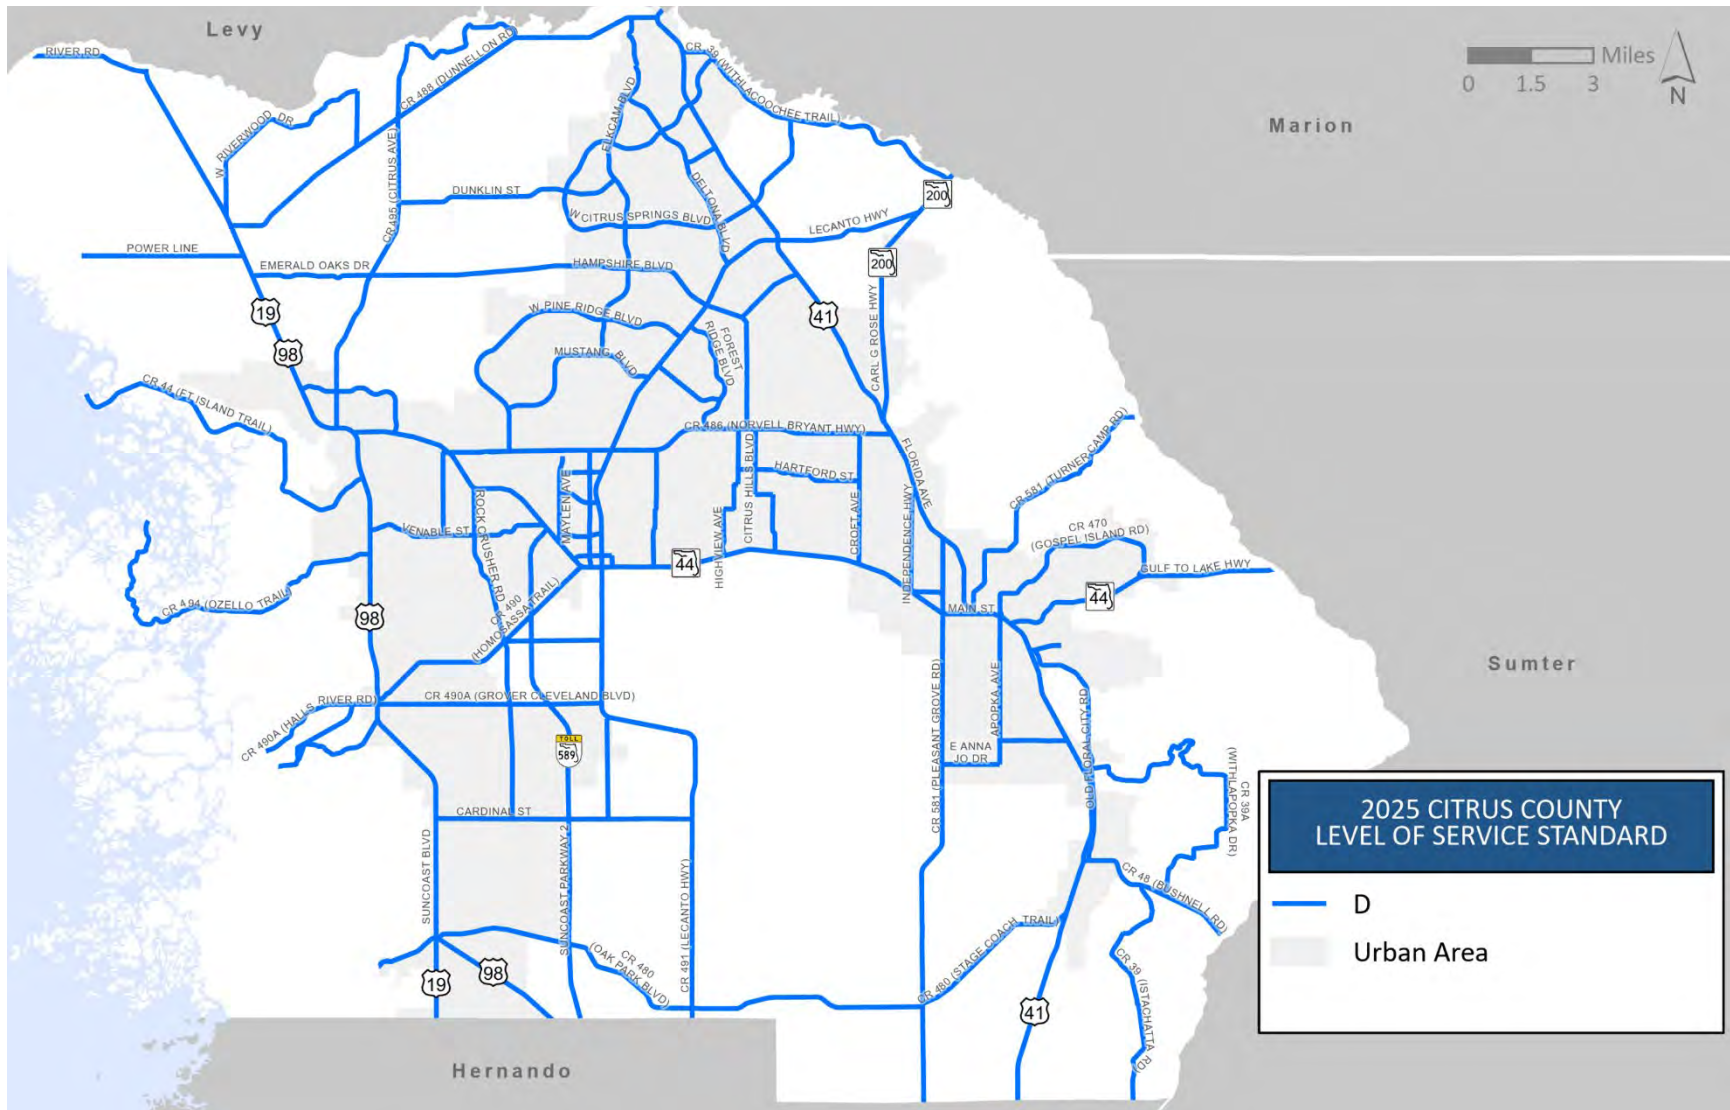 Levy
RIVER RD
CR 488 (DUNNELLON RD)
CR 39 (WITHLACOOCHEE TRAIL)
Miles
0 1.5 3
N
Marion
W RIVERWOOD DR
ELKCAM BLVD
CR 495 (CITRUS AVE)
DUNKLIN ST
DELTONA BLVD
200
W CITRUS SPRINGS BLVD
LECANTO HWY
POWER LINE
EMERALD OAKS DR
HAMPSHIRE BLVD
200
19
W PINE RIDGE BLVD
41
98
MUSTANG BLVD
FOREST
RIDGE BLVD
CARL G ROSE HWY
CR 44 (FT ISLAND TRAIL)
CR 486 (NORVELL BRYANT HWY)
FLORIDA AVE
CR 581 (TURNER CAMP RD)
HARTFORD ST
CITRUS HILLS BLVD
MAYLEN AVE
ROCK CRUSHER RD
VENABLE ST
HIGHVIEW AVE
CROFT AVE
INDEPENDENCE HWY
CR 470
(GOSPEL ISLAND RD)
44
GULF TO LAKE HWY
44
CR 494 (OZELLO TRAIL)
98
CR 490
(HOMOSASSA TRAIL)
MAIN ST
Sumter
CR 490A (HALLS RIVER RD)
CR 490A (GROVER CLEVELAND BLVD)
CR 581 (PLEASANT GROVE RD)
APOPKA AVE
OLD FLORAL CITY RD
TOLL
589
E ANNA
JO DR
CR 39A
(WITHLAPOPKA DR)
CARDINAL ST
SUNCOAST BLVD
SUNCOAST PARKWAY 2
CR 491 (LECANTO HWY)
CR 48 (BUSHNELL RD)
CR 480
(OAK PARK BLVD)
CR 480 (STAGE COACH TRAIL)
CR 39 (ISTACHATTA RD)
98
19
41
Hernando
2025 CITRUS COUNTY
LEVEL OF SERVICE STANDARD
D
Urban Area